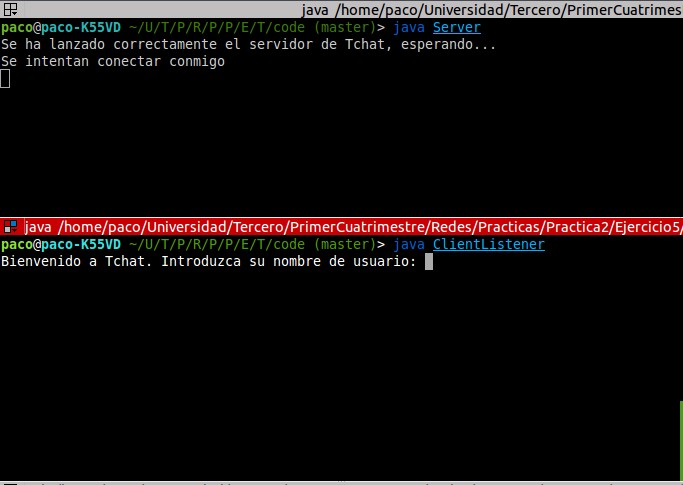 java /home/paco/Universidad/Tercero/PrimerCuatrimes
paco@paco-K55VD ~/U/T/P/R/P/P/E/T/code (master)> java Server
Se ha lanzado correctamente el servidor de Tchat, esperando...
Se intentan conectar conmigo
java /home/paco/Universidad/Tercero/PrimerCuatrimestre/Redes/Practicas/Practica2/Ejercicio5/
paco@paco-K55VD ~/U/T/P/R/P/P/E/T/code (master)> java ClientListener
Bienvenido a Tchat. Introduzca su nombre de usuario: